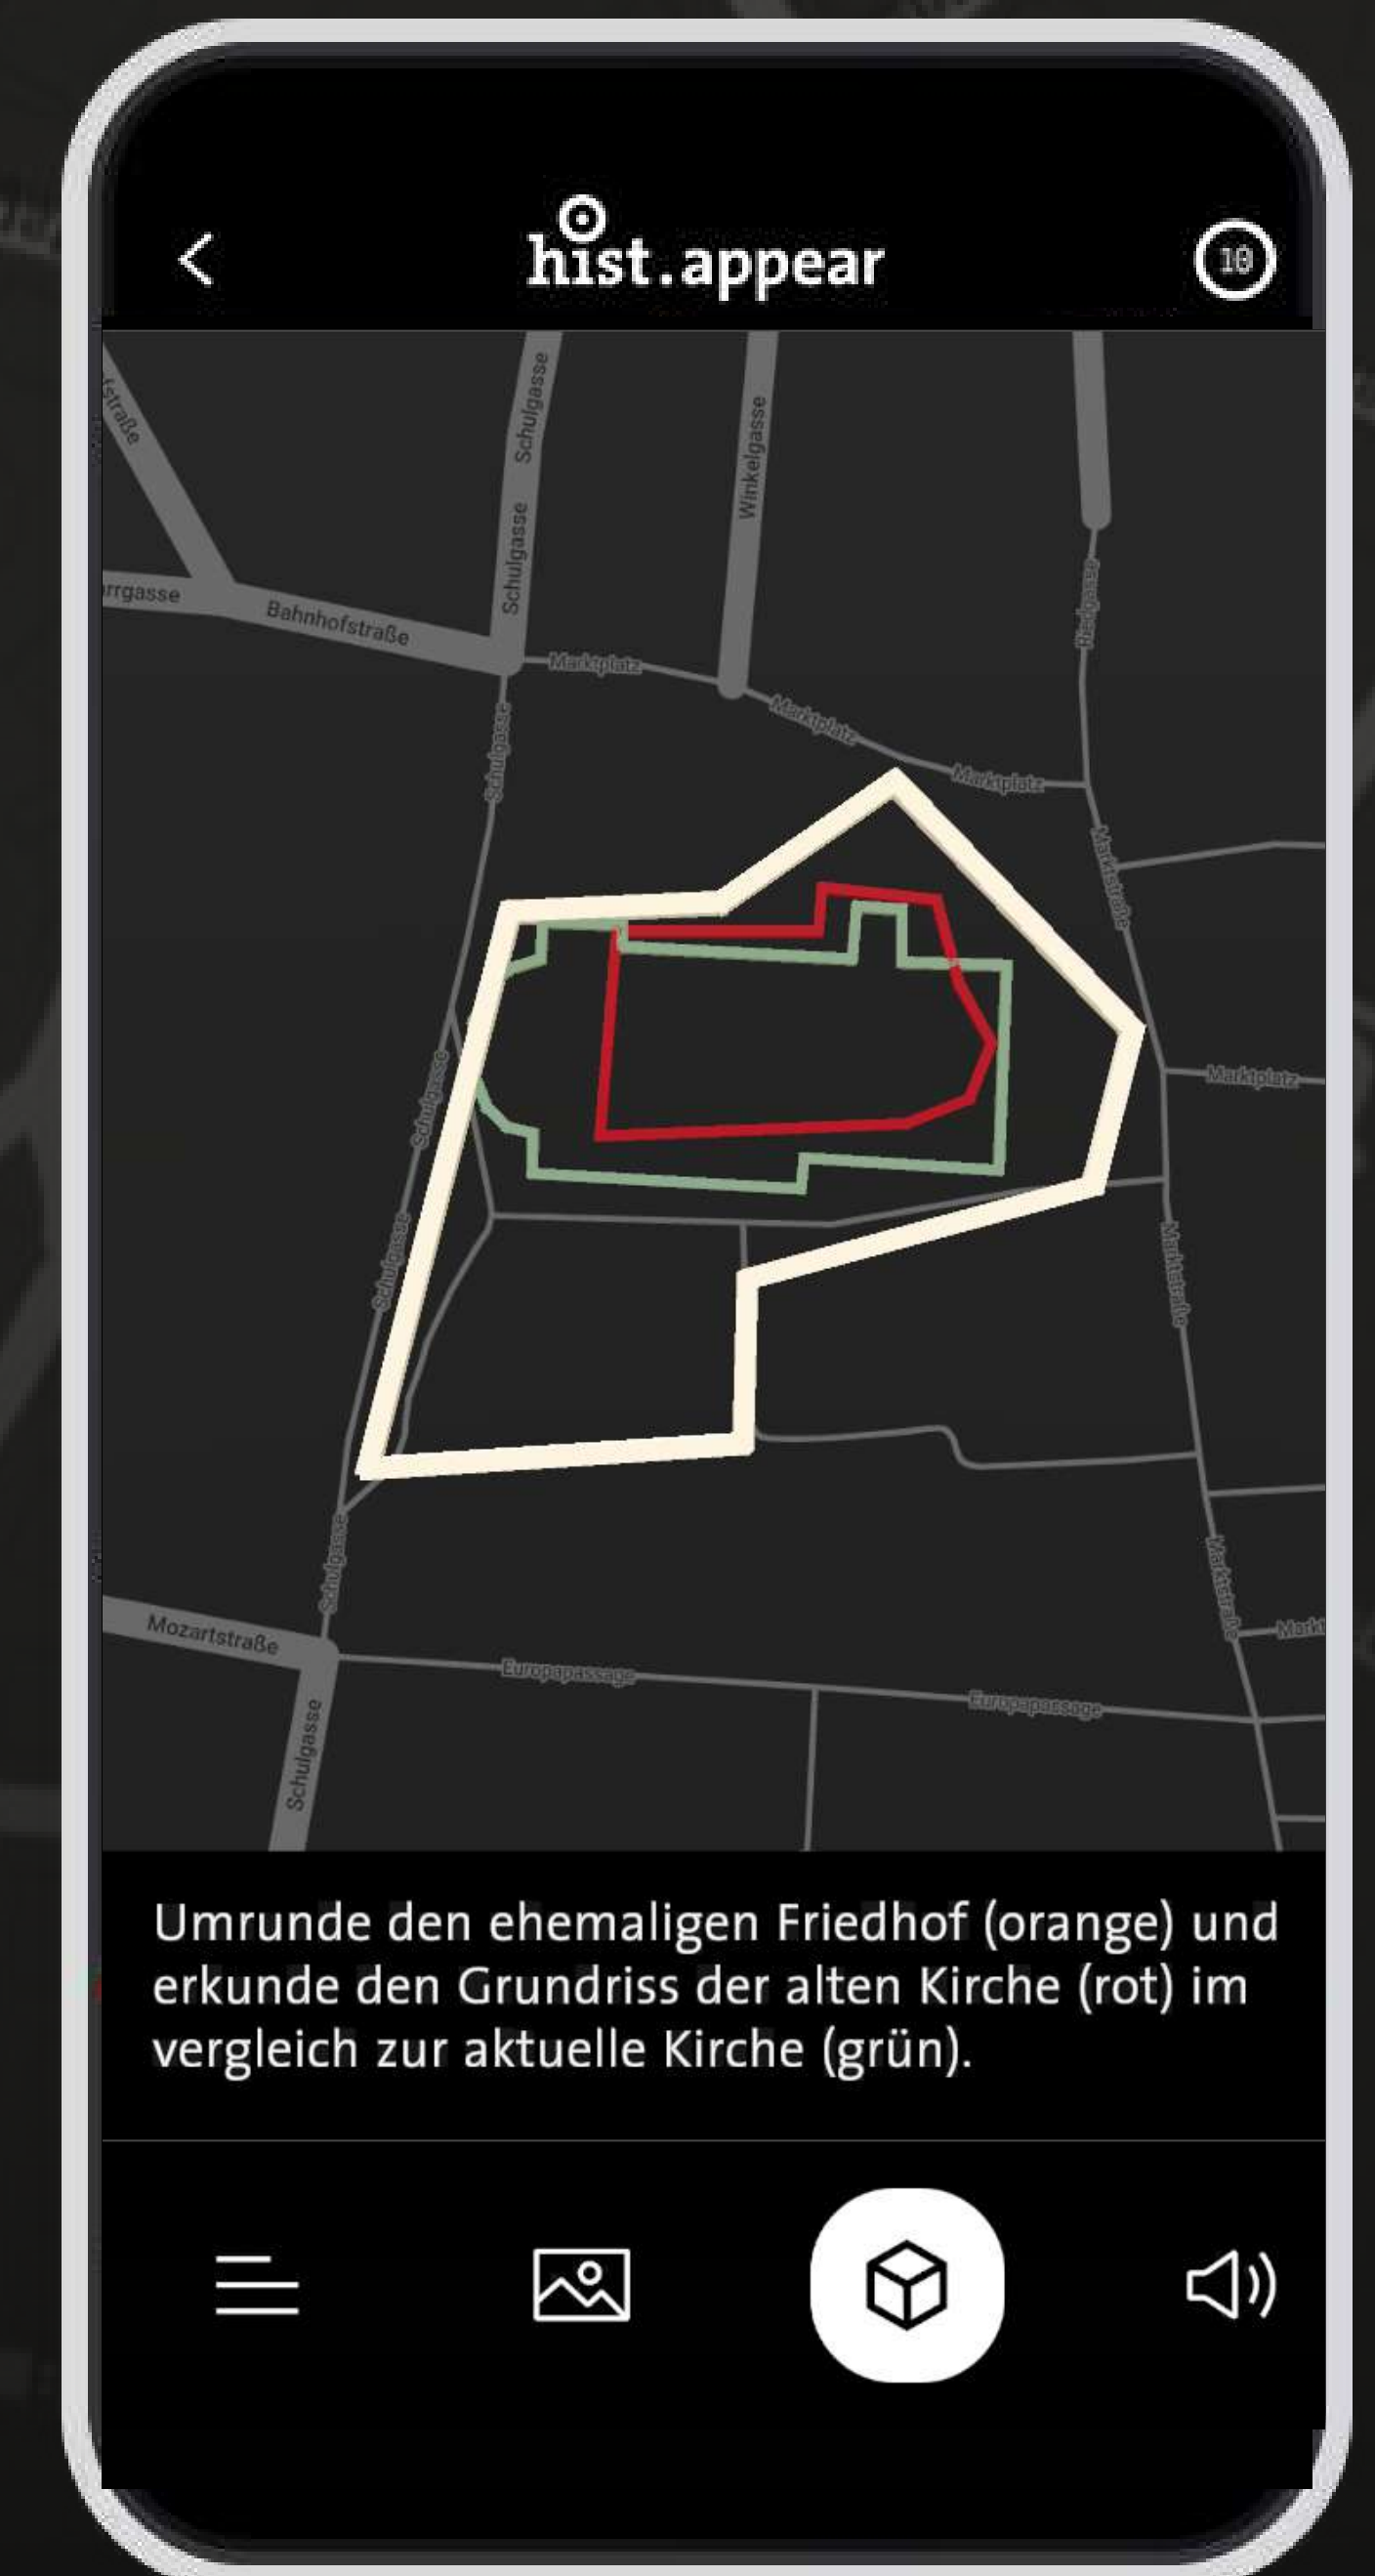 hist.appear
10
Schulgasse
Winkelgasse
straße
Schulgasse
Riedgasse
rrgasse
Bahnhofstraße
Marktplatz
Marktplatz
Schulgasse
Marktplatz
Marktstraße
Schulgasse
Marktplatz
Schulgasse
Marktstraße
Schulgasse
Marktstraße
Mozartstraße
Markt
Europapassage
Europapassage
Schulgasse
Umrunde den ehemaligen Friedhof (orange) und
erkunde den Grundriss der alten Kirche (rot) im
vergleich zur aktuelle Kirche (grün).